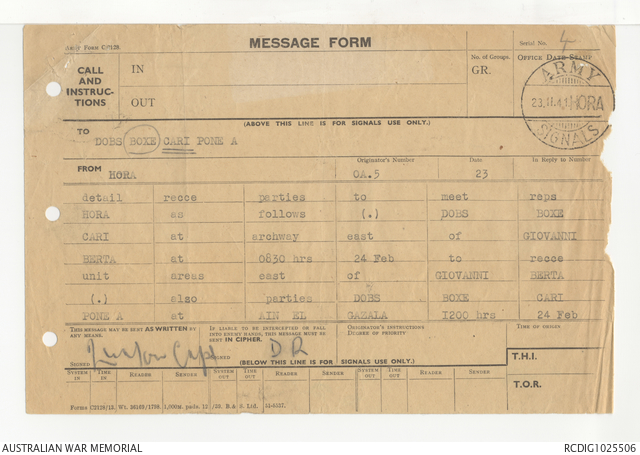 Army Form C2128.
MESSAGE FORM
Serial No. 4
CALL AND INSTRUC-TIONS
IN
OUT
No. of Groups.
GR.
OFFICE DATE STAMP
ARMY
23.II.41 HORA
SIGNALS
(ABOVE THIS LINE IS FOR SIGNALS USE ONLY.)
TO
DOBS BOXE CARI PONE A
FROM HORA
Originator's Number OA.5
Date 23
In Reply to Number
detail recce parties to meet reps
HORA as follows (.) DOBS BOXE
CARI at archway east of GIOVANNI
BERTA at 0830 hrs 24 Feb to recce
unit areas east of GIOVANNI BERTA
(.) also parties DOBS BOXE CARI
PONE A at AIN EL GAZALA I200 hrs 24 Feb
THIS MESSAGE MAY BE SENT AS WRITTEN BY ANY MEANS.
IF LIABLE TO BE INTERCEPTED OR FALL INTO ENEMY HANDS, THIS MESSAGE MUST BE SENT IN CIPHER.
ORIGINATOR'S INSTRUCTIONS DEGREE OF PRIORITY
TIME OF ORIGIN
SIGNED Capt
SIGNED
DR
(BELOW THIS LINE IS FOR SIGNALS USE ONLY.)
T.H.I.
T.O.R.
SYSTEM IN TIME IN READER SENDER SYSTEM OUT TIME OUT READER SENDER SYSTEM OUT TIME OUT READER SENDER
AUSTRALIAN WAR MEMORIAL
RCDIG1025506